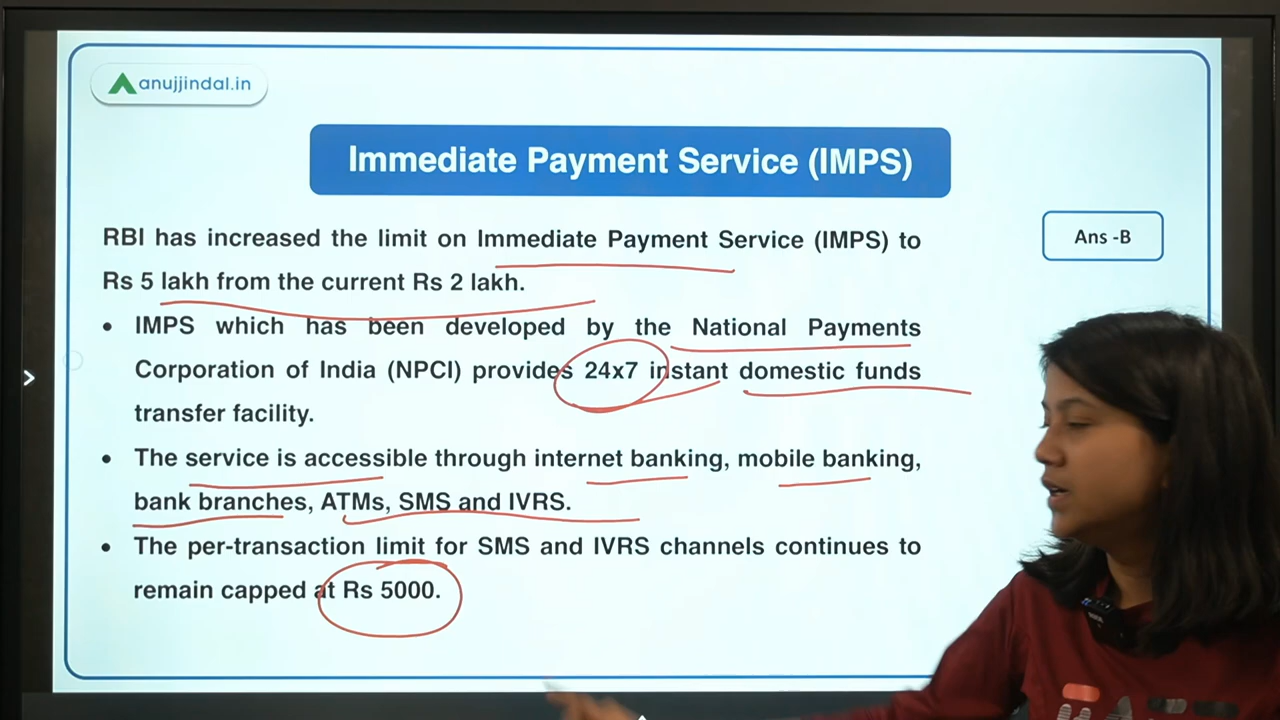 anujjindal.in
Immediate Payment Service (IMPS)
RBI has increased the limit on Immediate Payment Service (IMPS) to
Rs 5 lakh from the current Rs 2 lakh.
Ans -B
• IMPS which has been developed by the National Payments
Corporation of India (NPCI) provides 24x7 instant domestic funds
transfer facility.
• The service is accessible through internet banking, mobile banking,
bank branches, ATMs, SMS and IVRS.
• The per-transaction limit for SMS and IVRS channels continues to
remain capped at Rs 5000.